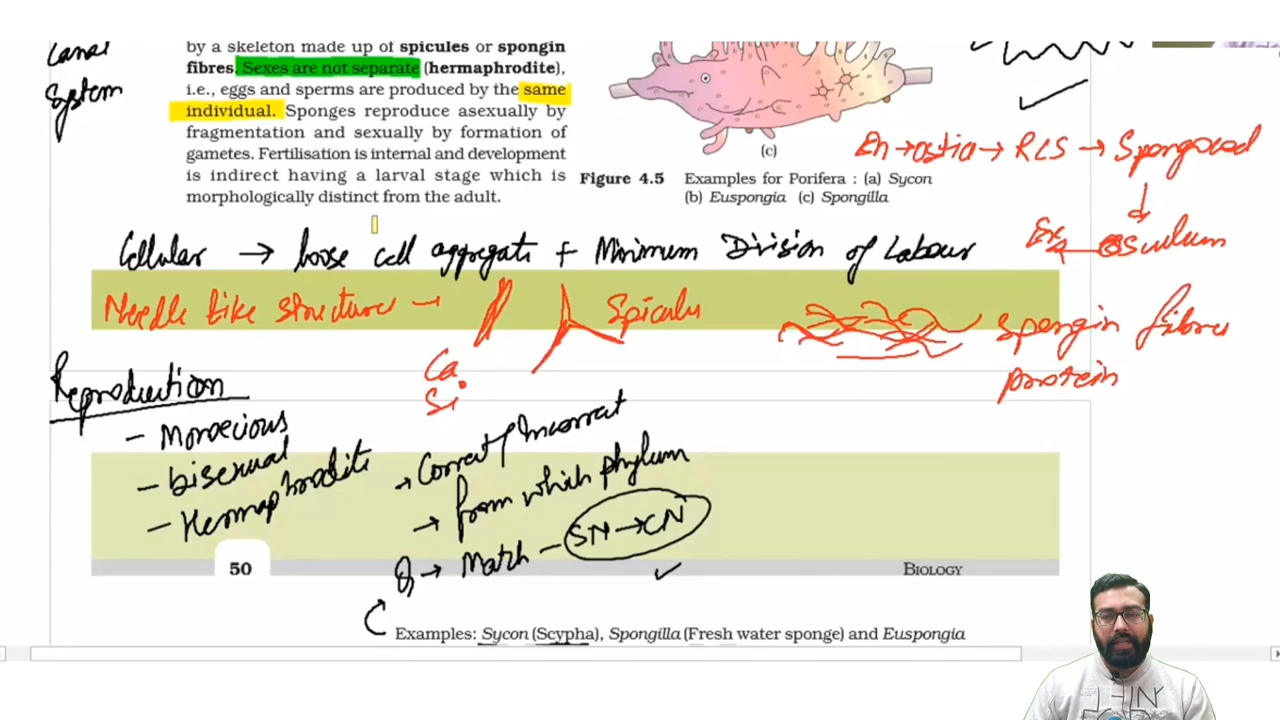 Canal
System
by a skeleton made up of spicules or spongin
fibres. Sexes are not separate (hermaphrodite),
i.e., eggs and sperms are produced by the same
individual. Sponges reproduce asexually by
fragmentation and sexually by formation of
gametes. Fertilisation is internal and development
is indirect having a larval stage which is
morphologically distinct from the adult.
(c)
Figure 4.5 Examples for Porifera : (a) Sycon
(b) Euspongia (c) Spongilla
En → ostia → RLS → Spongocoel
Ex ← osculum
Cellular → loose cell aggregate + Minimum Division of Labour
Needle like structure → Spicules
Spongin fibres
protein
Ca
Si
Reproduction
- Monoecious
- bisexual
- Hermaphrodite
→ Correct / Incorrect
→ from which phylum
Q → Match - SN → CN
50
BIOLOGY
Examples: Sycon (Scypha), Spongilla (Fresh water sponge) and Euspongia
THIN